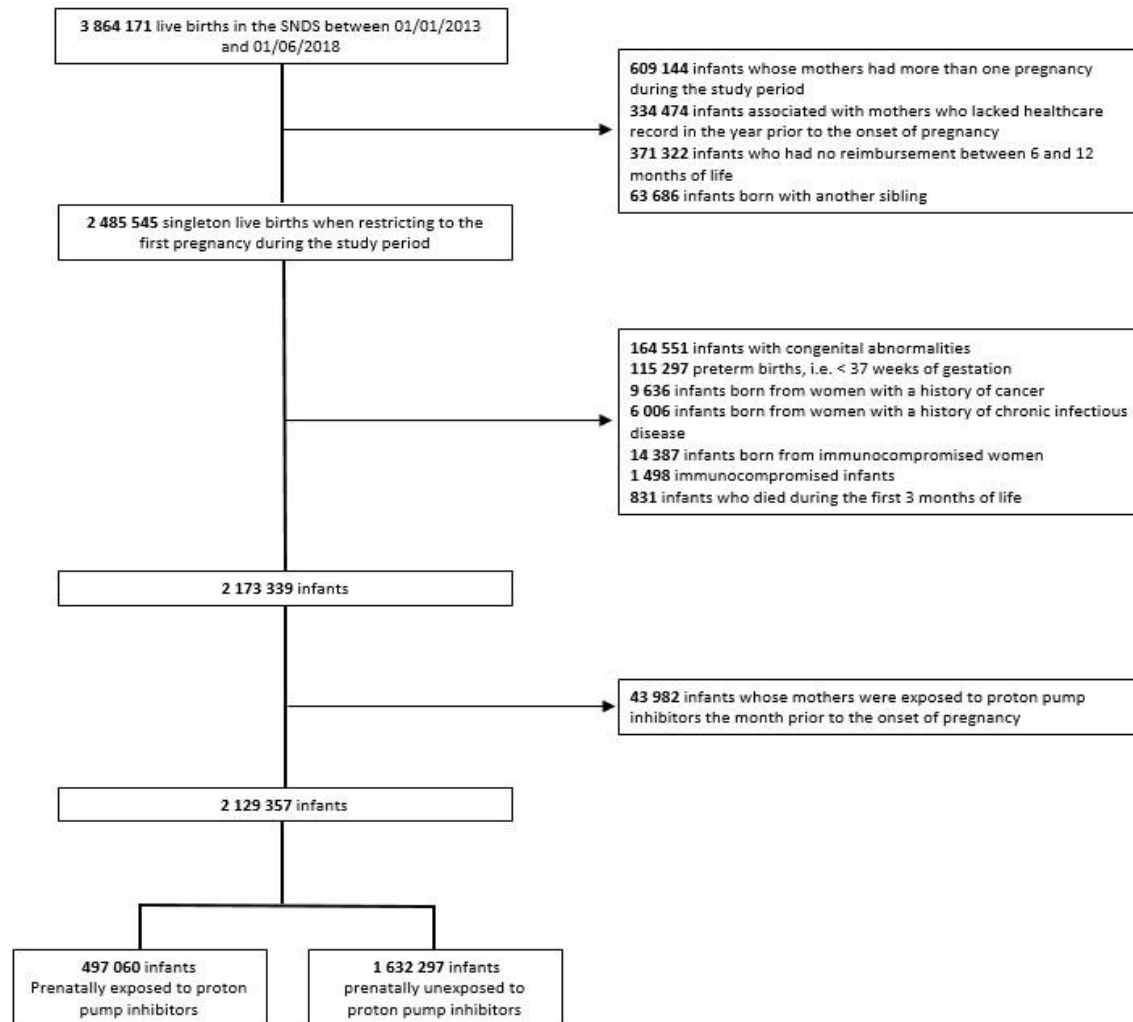 3 864 171 live births in the SNDS between 01/01/2013
and 01/06/2018
609 144 infants whose mothers had more than one pregnancy
during the study period
334 474 infants associated with mothers who lacked healthcare
record in the year prior to the onset of pregnancy
371 322 infants who had no reimbursement between 6 and 12
months of life
63 686 infants born with another sibling
2 485 545 singleton live births when restricting to the
first pregnancy during the study period
164 551 infants with congenital abnormalities
115 297 preterm births, i.e. < 37 weeks of gestation
9 636 infants born from women with a history of cancer
6 006 infants born from women with a history of chronic infectious
disease
14 387 infants born from immunocompromised women
1 498 immunocompromised infants
831 infants who died during the first 3 months of life
2 173 339 infants
43 982 infants whose mothers were exposed to proton pump
inhibitors the month prior to the onset of pregnancy
2 129 357 infants
497 060 infants
Prenatally exposed to proton
pump inhibitors
1 632 297 infants
prenatally unexposed to
proton pump inhibitors